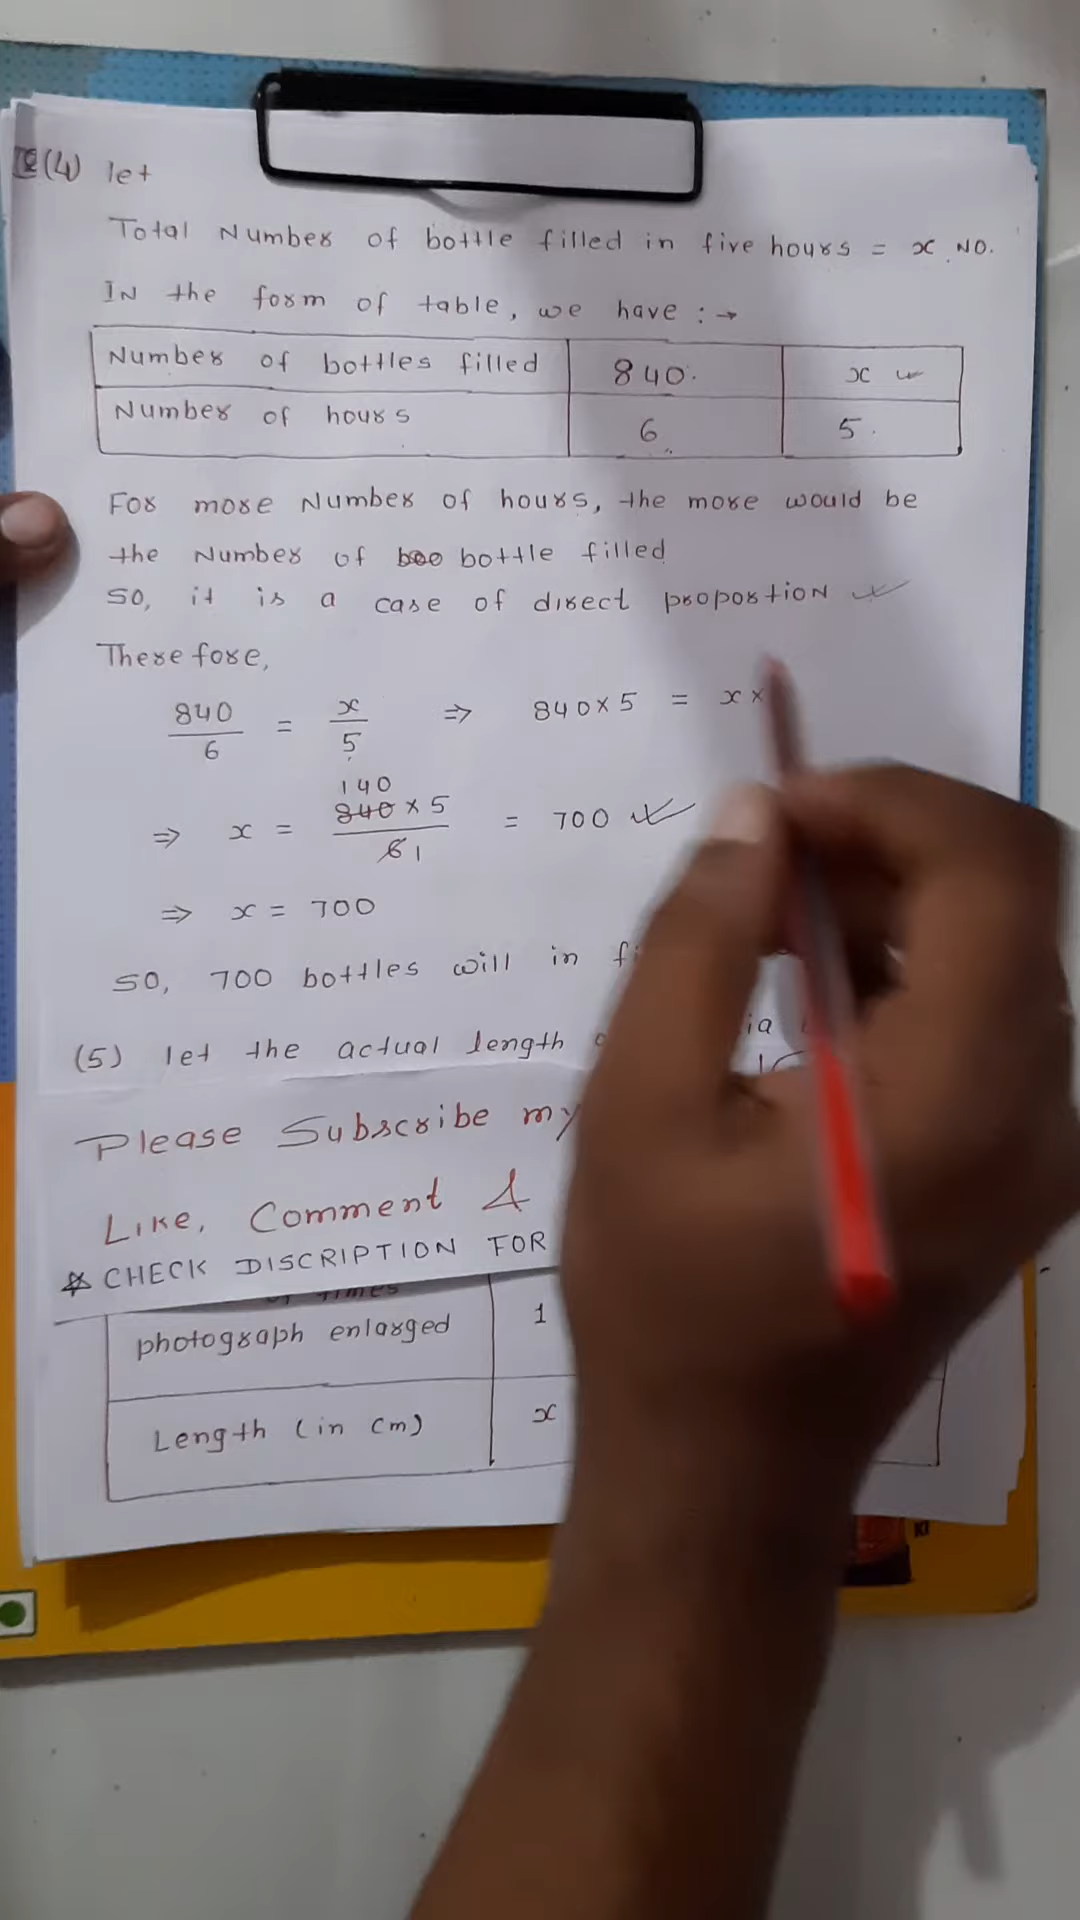 (4) let
Total Number of bottle filled in five hours = x NO.
IN the form of table, we have : →
Number of bottles filled 840. x
Number of hours 6 5.
For more Number of hours, the more would be
the Number of boo bottle filled
SO, it is a case of direct proportion ✓
Therefore,
840/6 = x/5 ⇒ 840×5 = x×
140
⇒ x = 840×5/6 1 = 700 ✓
⇒ x = 700
SO, 700 bottles will in
(5) let the actual length
Please Subscribe my
Like, Comment &
☆ CHECK DISCRIPTION FOR
of times
photograph enlarged 1
Length (in cm) x